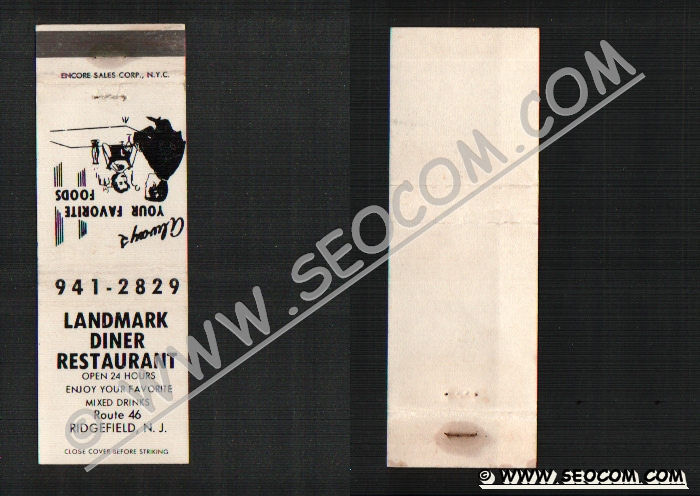 ENCORE SALES CORP., N.Y.C.
always
YOUR FAVORITE
FOODS
941-2829
LANDMARK
DINER
RESTAURANT
OPEN 24 HOURS
ENJOY YOUR FAVORITE
MIXED DRINKS
Route 46
RIDGEFIELD, N. J.
CLOSE COVER BEFORE STRIKING
© WWW.SEOCOM.COM
© WWW.SEOCOM.COM